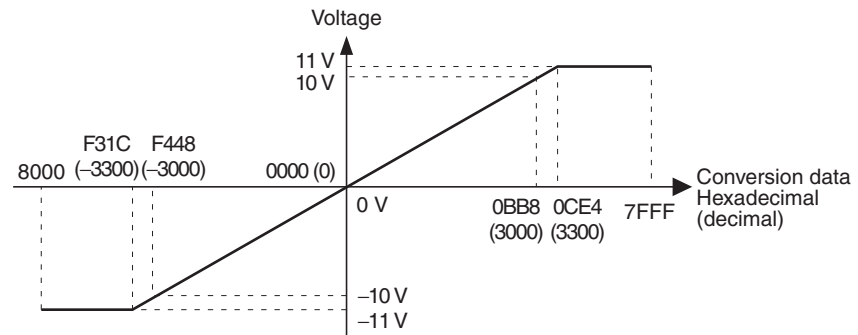 Voltage
11 V
10 V
F31C
(–3300)
F448
(–3000)
8000
0000 (0)
0 V
0BB8
(3000)
0CE4
(3300)
7FFF
Conversion data
Hexadecimal
(decimal)
–10 V
–11 V